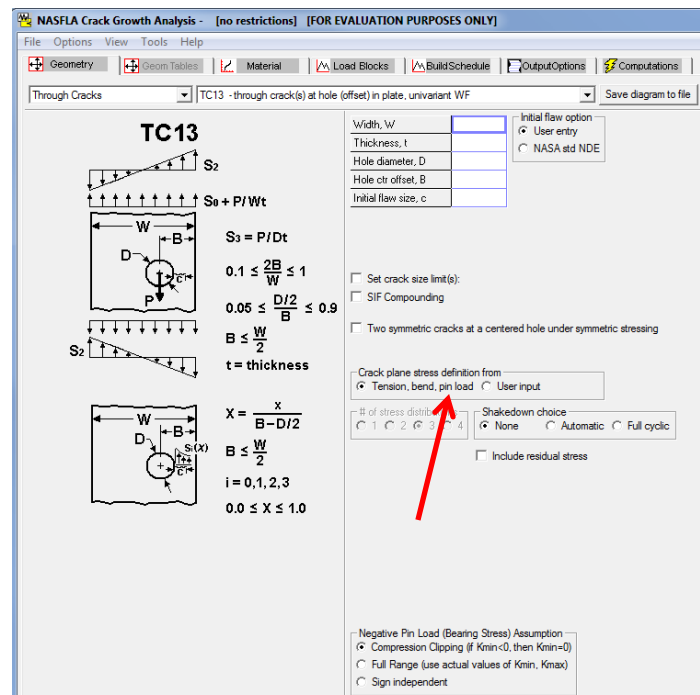 NASFLA Crack Growth Analysis - [no restrictions] [FOR EVALUATION PURPOSES ONLY]
File Options View Tools Help
Geometry Geom Tables Material Load Blocks Build Schedule Output Options Computations
Through Cracks TC13 - through crack(s) at hole (offset) in plate, univariant WF Save diagram to file
TC13
S2
S0 + P/Wt
W
B
D
c
P
S3 = P/Dt
0.1 ≤ 2B/W ≤ 1
0.05 ≤ D/2/B ≤ 0.9
B ≤ W/2
t = thickness
S2
W
B
D
Si(X)
c
X = x/B-D/2
B ≤ W/2
i = 0,1,2,3
0.0 ≤ X ≤ 1.0
Width, W
Thickness, t
Hole diameter, D
Hole ctr offset, B
Initial flaw size, c
Initial flaw option
User entry
NASA std NDE
Set crack size limit(s):
SIF Compounding
Two symmetric cracks at a centered hole under symmetric stressing
Crack plane stress definition from
Tension, bend, pin load User input
# of stress
1 2 3 4
Shakedown choice
None Automatic Full cyclic
Include residual stress
Negative Pin Load (Bearing Stress) Assumption
Compression Clipping (if Kmin<0, then Kmin=0)
Full Range (use actual values of Kmin, Kmax)
Sign independent